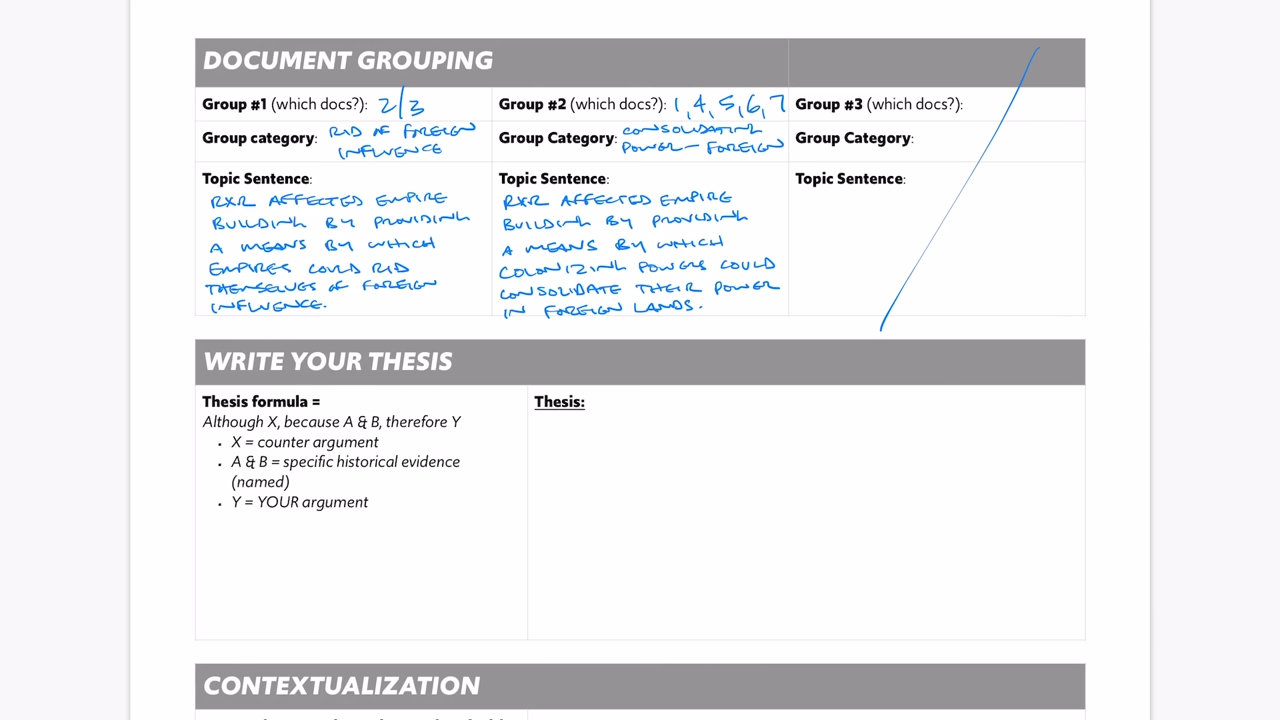 DOCUMENT GROUPING
Group #1 (which docs?): 2/3
Group #2 (which docs?): 1,4,5,6,7
Group #3 (which docs?):
Group category: RID OF FOREIGN
INFLUENCE
Group Category: CONSOLIDATING
POWER - FOREIGN
Group Category:
Topic Sentence:
RXR AFFECTED EMPIRE
BUILDING BY PROVIDING
A MEANS BY WHICH
EMPIRES COULD RID
THEMSELVES OF FOREIGN
INFLUENCE.
Topic Sentence:
RXR AFFECTED EMPIRE
BUILDING BY PROVIDING
A MEANS BY WHICH
COLONIZING POWERS COULD
CONSOLIDATE THEIR POWER
IN FOREIGN LANDS.
Topic Sentence:
WRITE YOUR THESIS
Thesis formula =
Although X, because A & B, therefore Y
• X = counter argument
• A & B = specific historical evidence
(named)
• Y = YOUR argument
Thesis:
CONTEXTUALIZATION